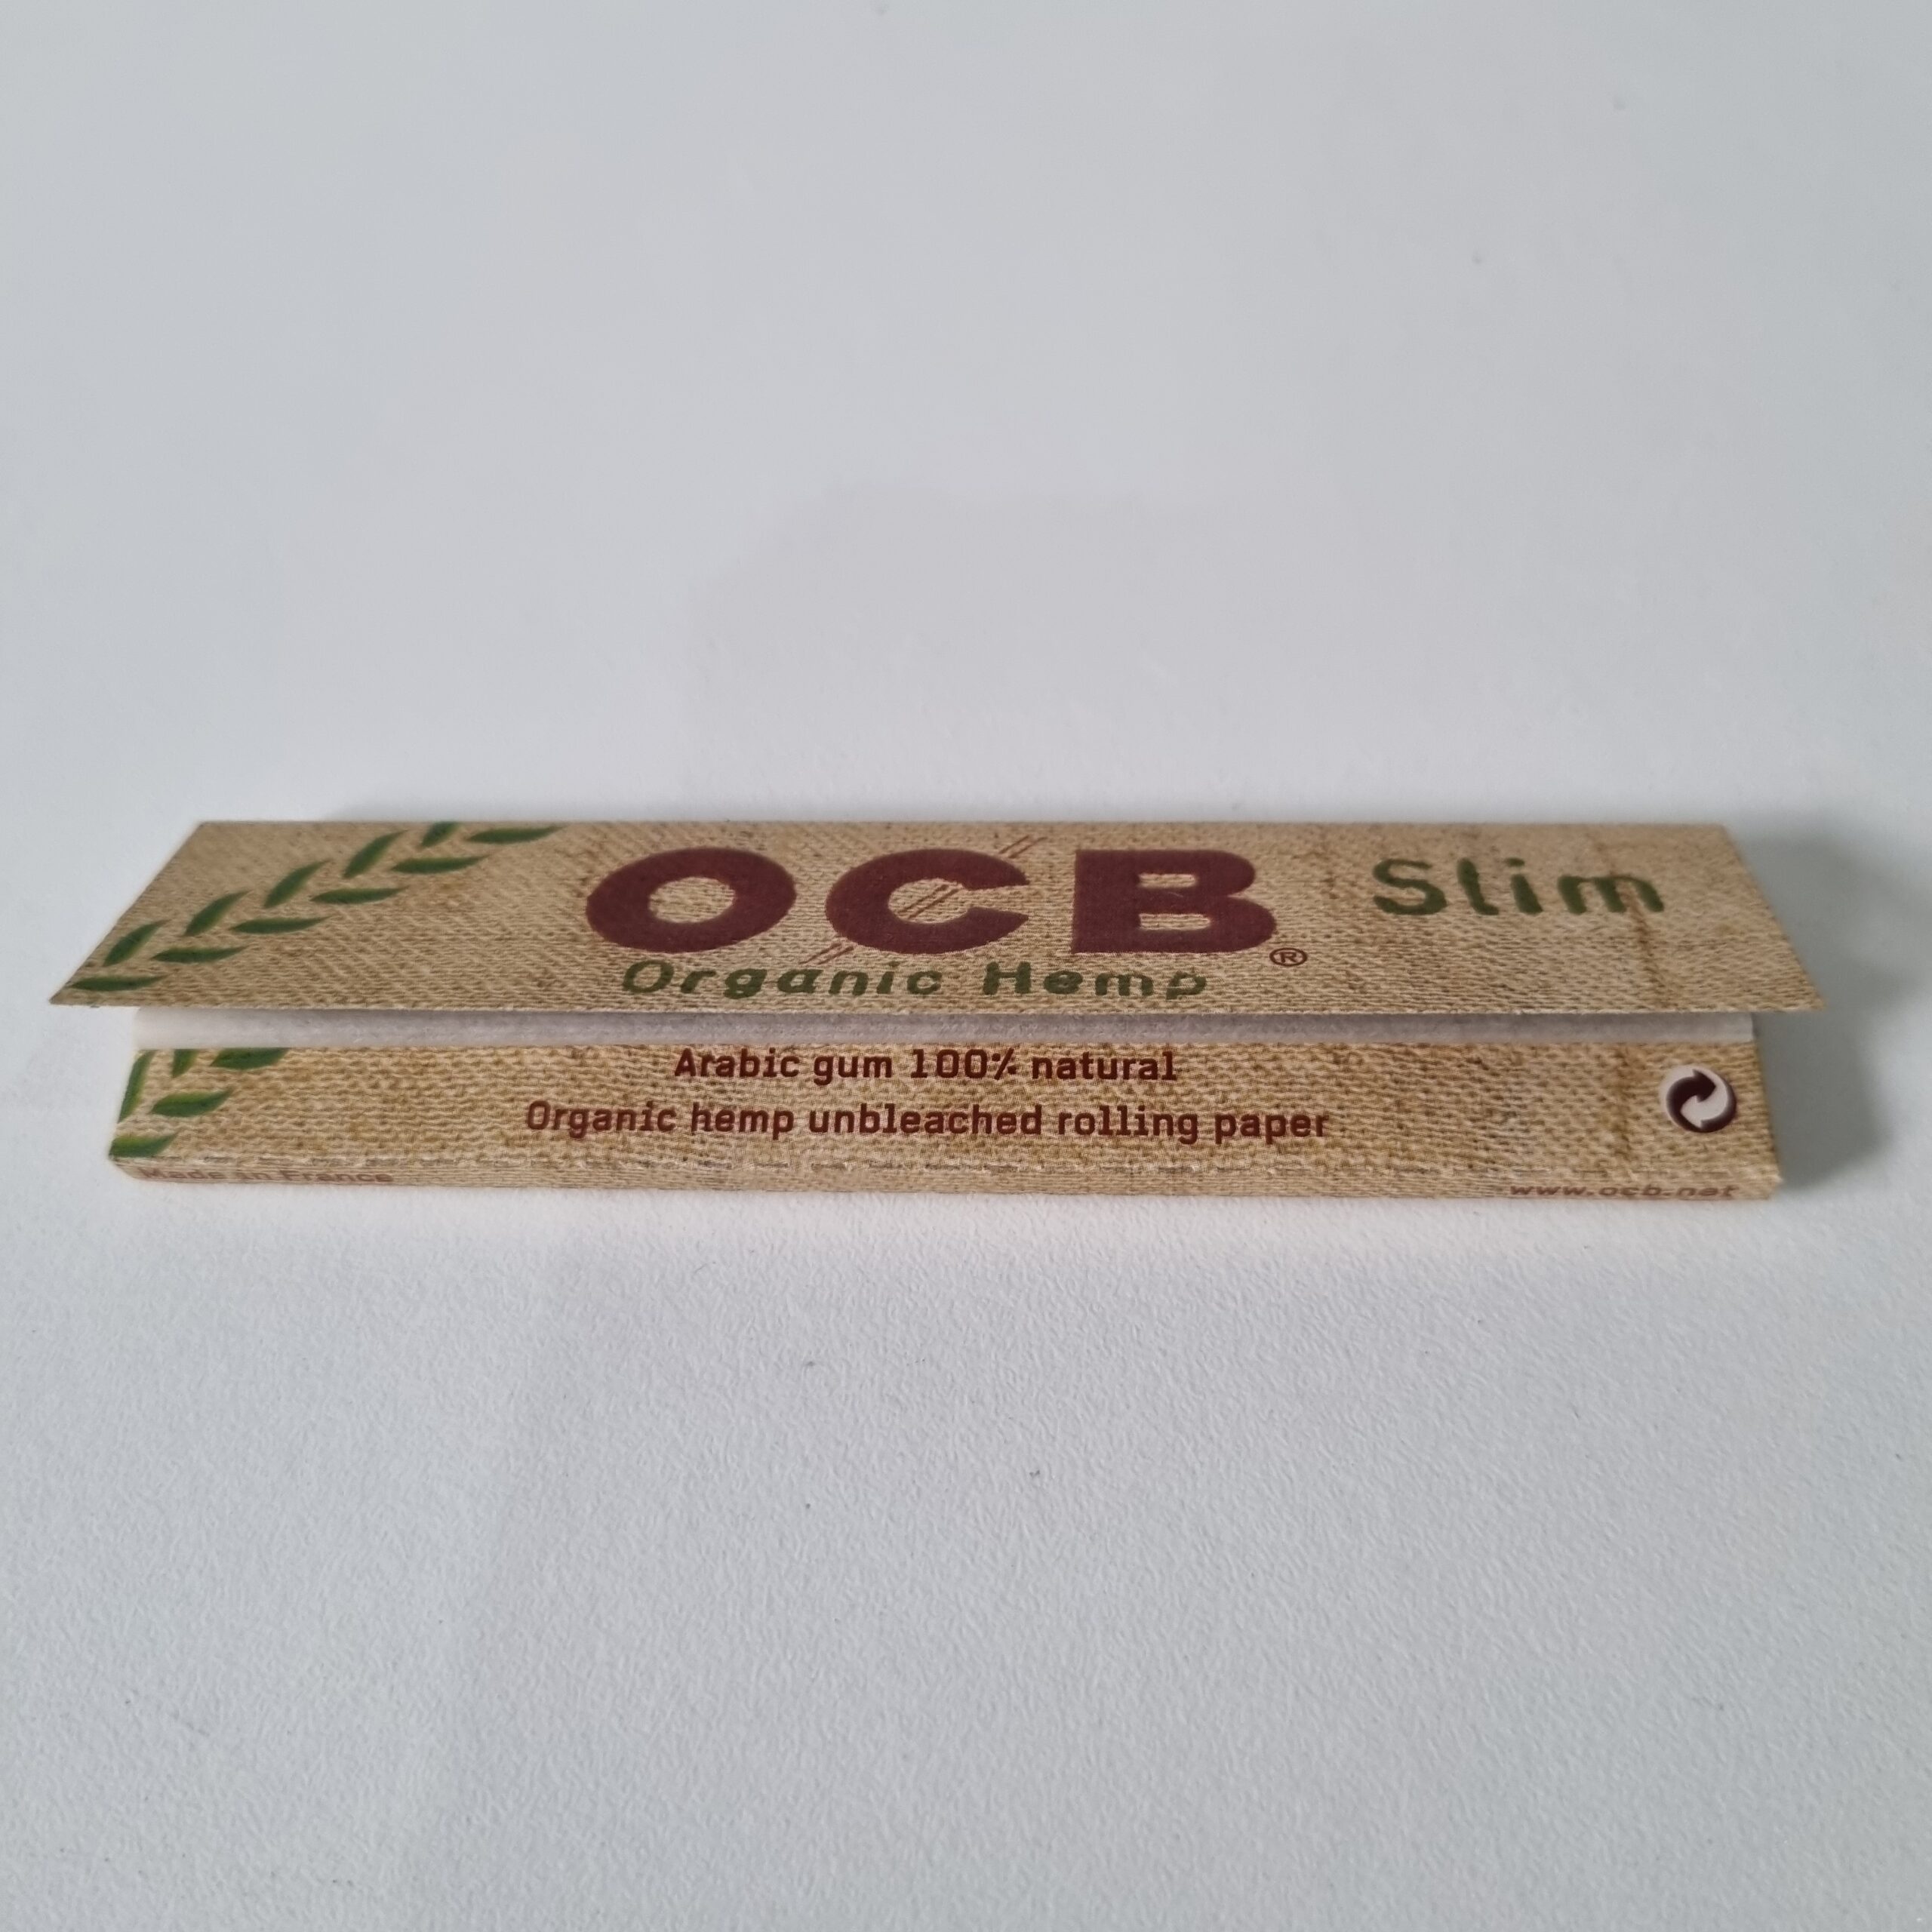 OCB® Slim
Organic Hemp
Arabic gum 100% natural
Organic hemp unbleached rolling paper
Made in France
www.ocb.net